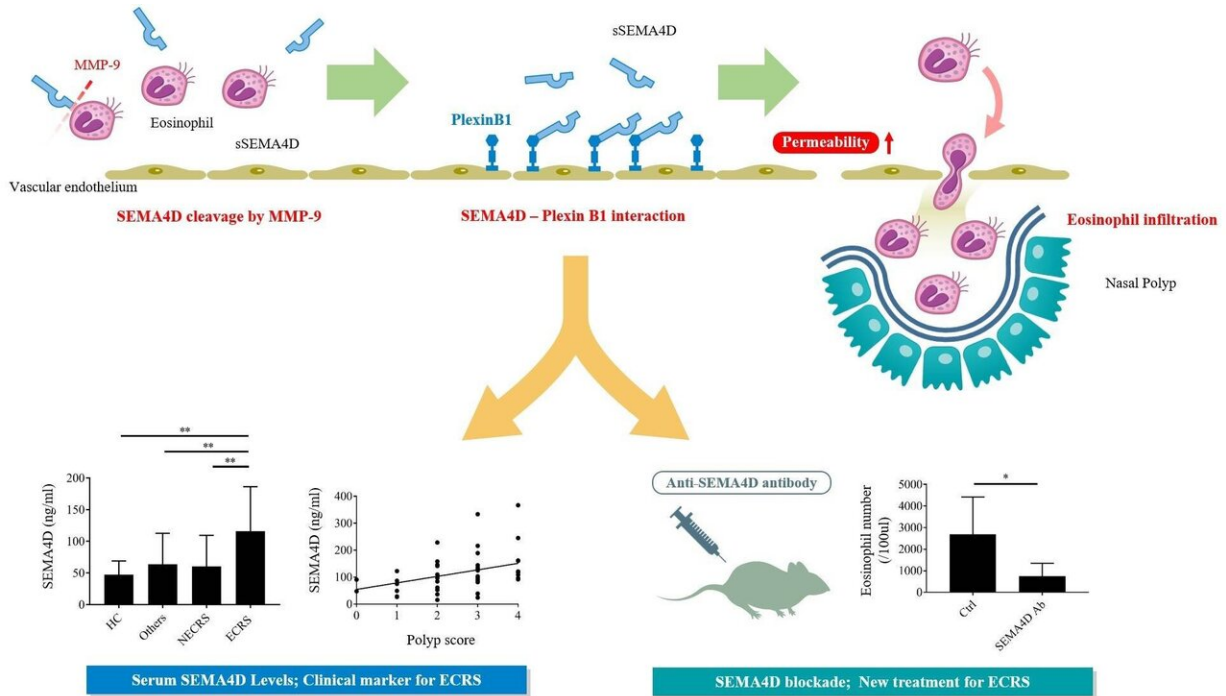 MMP-9
Eosinophil
sSEMA4D
Vascular endothelium
SEMA4D cleavage by MMP-9
sSEMA4D
PlexinB1
SEMA4D – Plexin B1 interaction
Permeability
Eosinophil infiltration
Nasal Polyp
**
**
**
SEMA4D (ng/ml)
200
150
100
50
0
HC
Others
NECRS
ECRS
SEMA4D (ng/ml)
400
300
200
100
0
0 1 2 3 4
Polyp score
Serum SEMA4D Levels; Clinical marker for ECRS
Anti-SEMA4D antibody
Eosinophil number
(/100ul)
5000
4000
3000
2000
1000
0
*
Ctrl
SEMA4D Ab
SEMA4D blockade; New treatment for ECRS